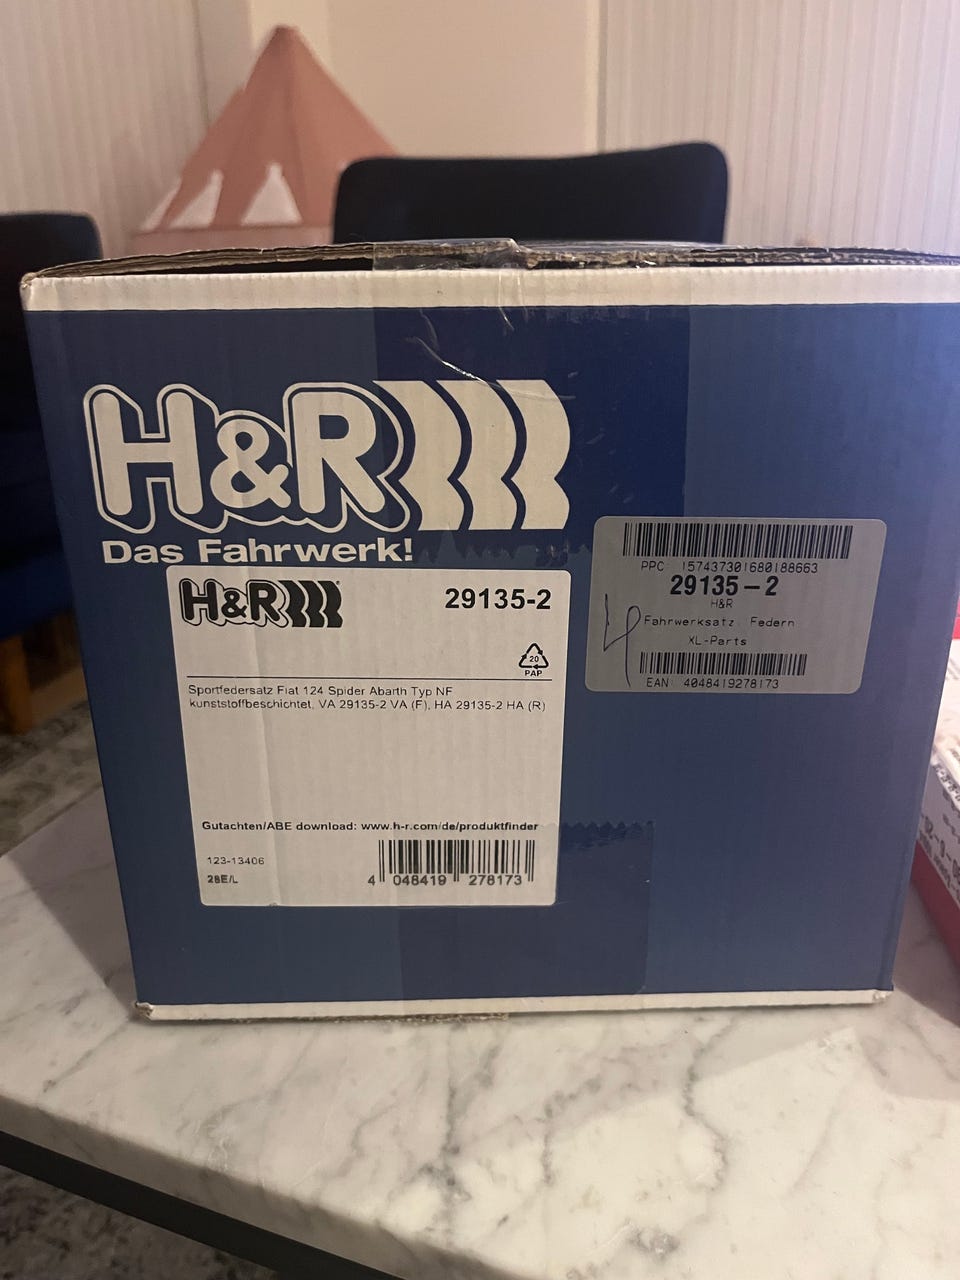 H&R
Das Fahrwerk!
H&R
29135-2
20
PAP
Sportfedersatz Fiat 124 Spider Abarth Typ NF
kunststoffbeschichtet, VA 29135-2 VA (F), HA 29135-2 HA (R)
Gutachten/ABE download: www.h-r.com/de/produktfinder
123-13406
28E/L
4 048419 278173
PPC: 157437301680188663
29135-2
H&R
Fahrwerksatz, Federn
XL-Parts
EAN: 4048419278173